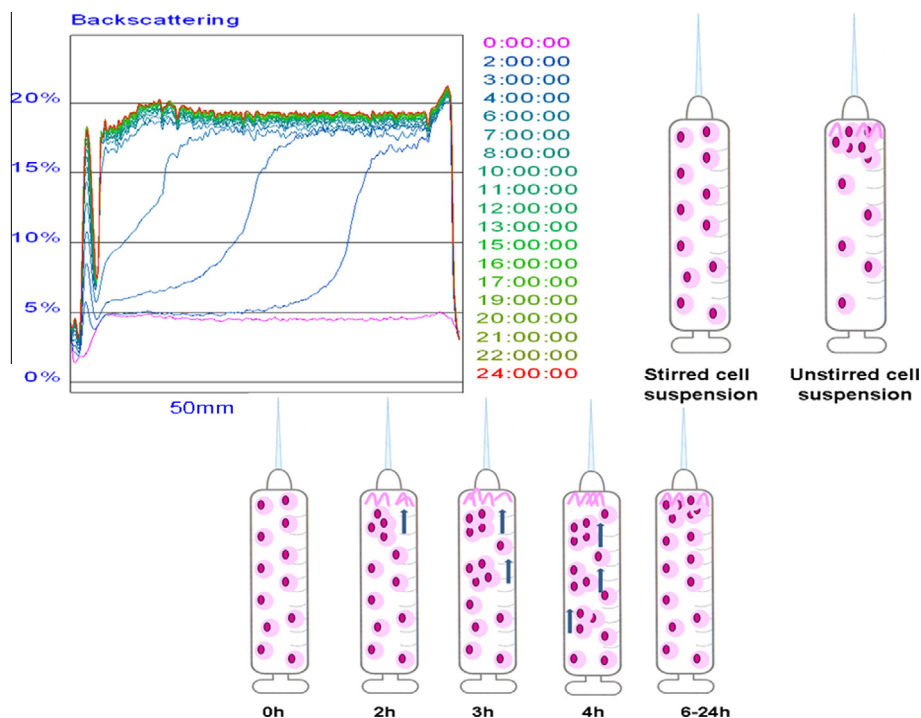 Backscattering
20%
15%
10%
5%
0%
50mm
0:00:00
2:00:00
3:00:00
4:00:00
6:00:00
7:00:00
8:00:00
10:00:00
11:00:00
12:00:00
13:00:00
15:00:00
16:00:00
17:00:00
19:00:00
20:00:00
21:00:00
22:00:00
24:00:00
Stirred cell
suspension
Unstirred cell
suspension
0h
2h
3h
4h
6-24h